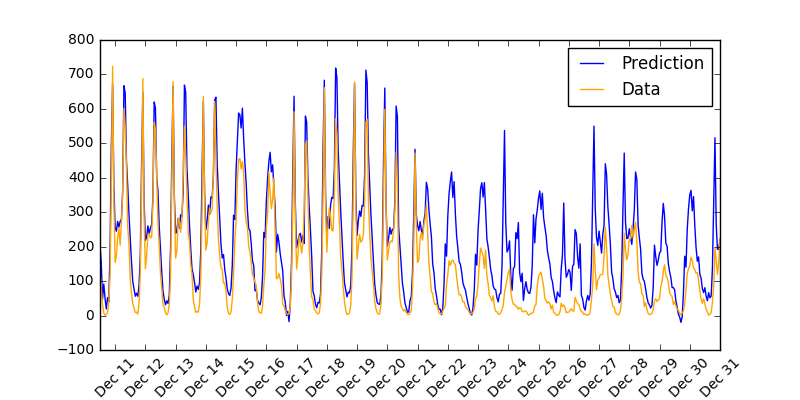 800
700
600
500
400
300
200
100
0
−100
Prediction
Data
Dec 11
Dec 12
Dec 13
Dec 14
Dec 15
Dec 16
Dec 17
Dec 18
Dec 19
Dec 20
Dec 21
Dec 22
Dec 23
Dec 24
Dec 25
Dec 26
Dec 27
Dec 28
Dec 29
Dec 30
Dec 31